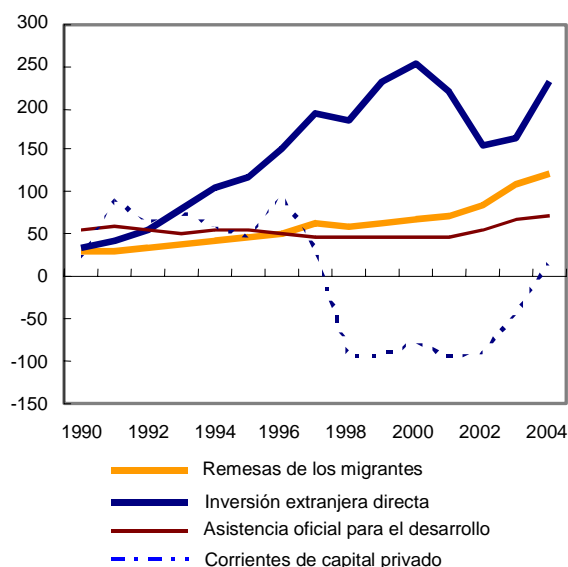 300
250
200
150
100
50
0
-50
-100
-150
1990 1992 1994 1996 1998 2000 2002 2004
Remesas de los migrantes
Inversión extranjera directa
Asistencia oficial para el desarrollo
Corrientes de capital privado